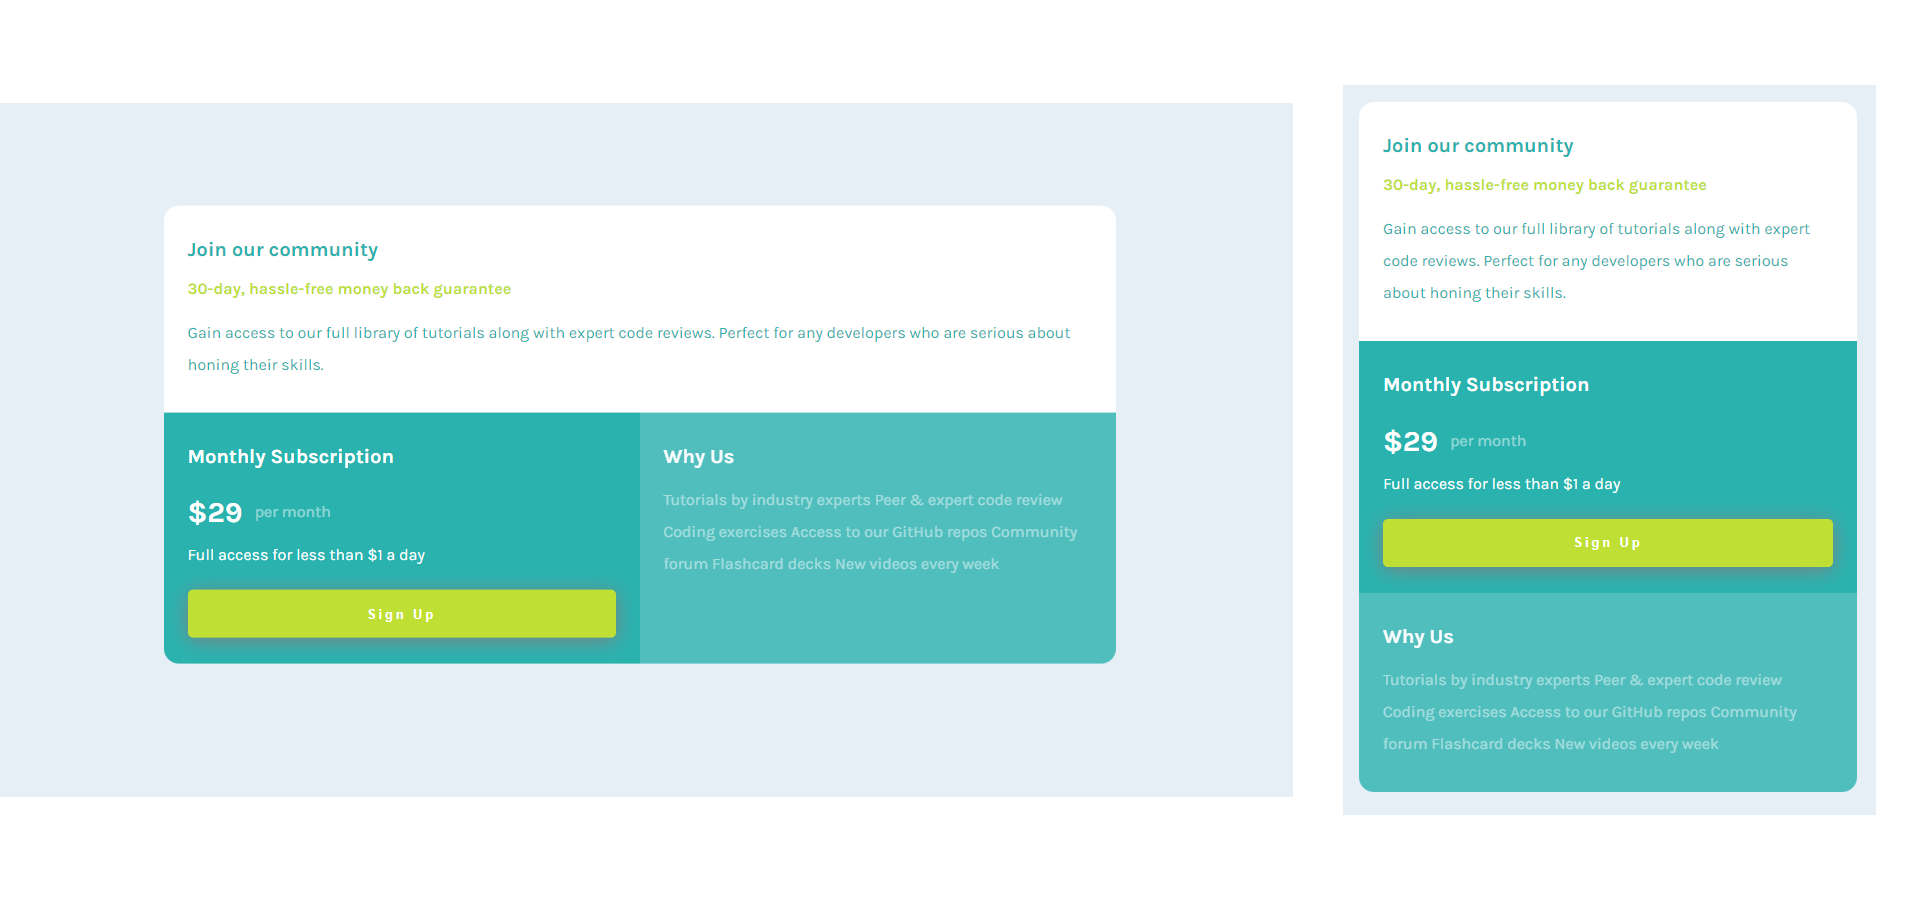 Join our community
30-day, hassle-free money back guarantee
Gain access to our full library of tutorials along with expert code reviews. Perfect for any developers who are serious about
honing their skills.
Monthly Subscription
$29 per month
Full access for less than $1 a day
Sign Up
Why Us
Tutorials by industry experts Peer & expert code review
Coding exercises Access to our GitHub repos Community
forum Flashcard decks New videos every week
Join our community
30-day, hassle-free money back guarantee
Gain access to our full library of tutorials along with expert
code reviews. Perfect for any developers who are serious
about honing their skills.
Monthly Subscription
$29 per month
Full access for less than $1 a day
Sign Up
Why Us
Tutorials by industry experts Peer & expert code review
Coding exercises Access to our GitHub repos Community
forum Flashcard decks New videos every week